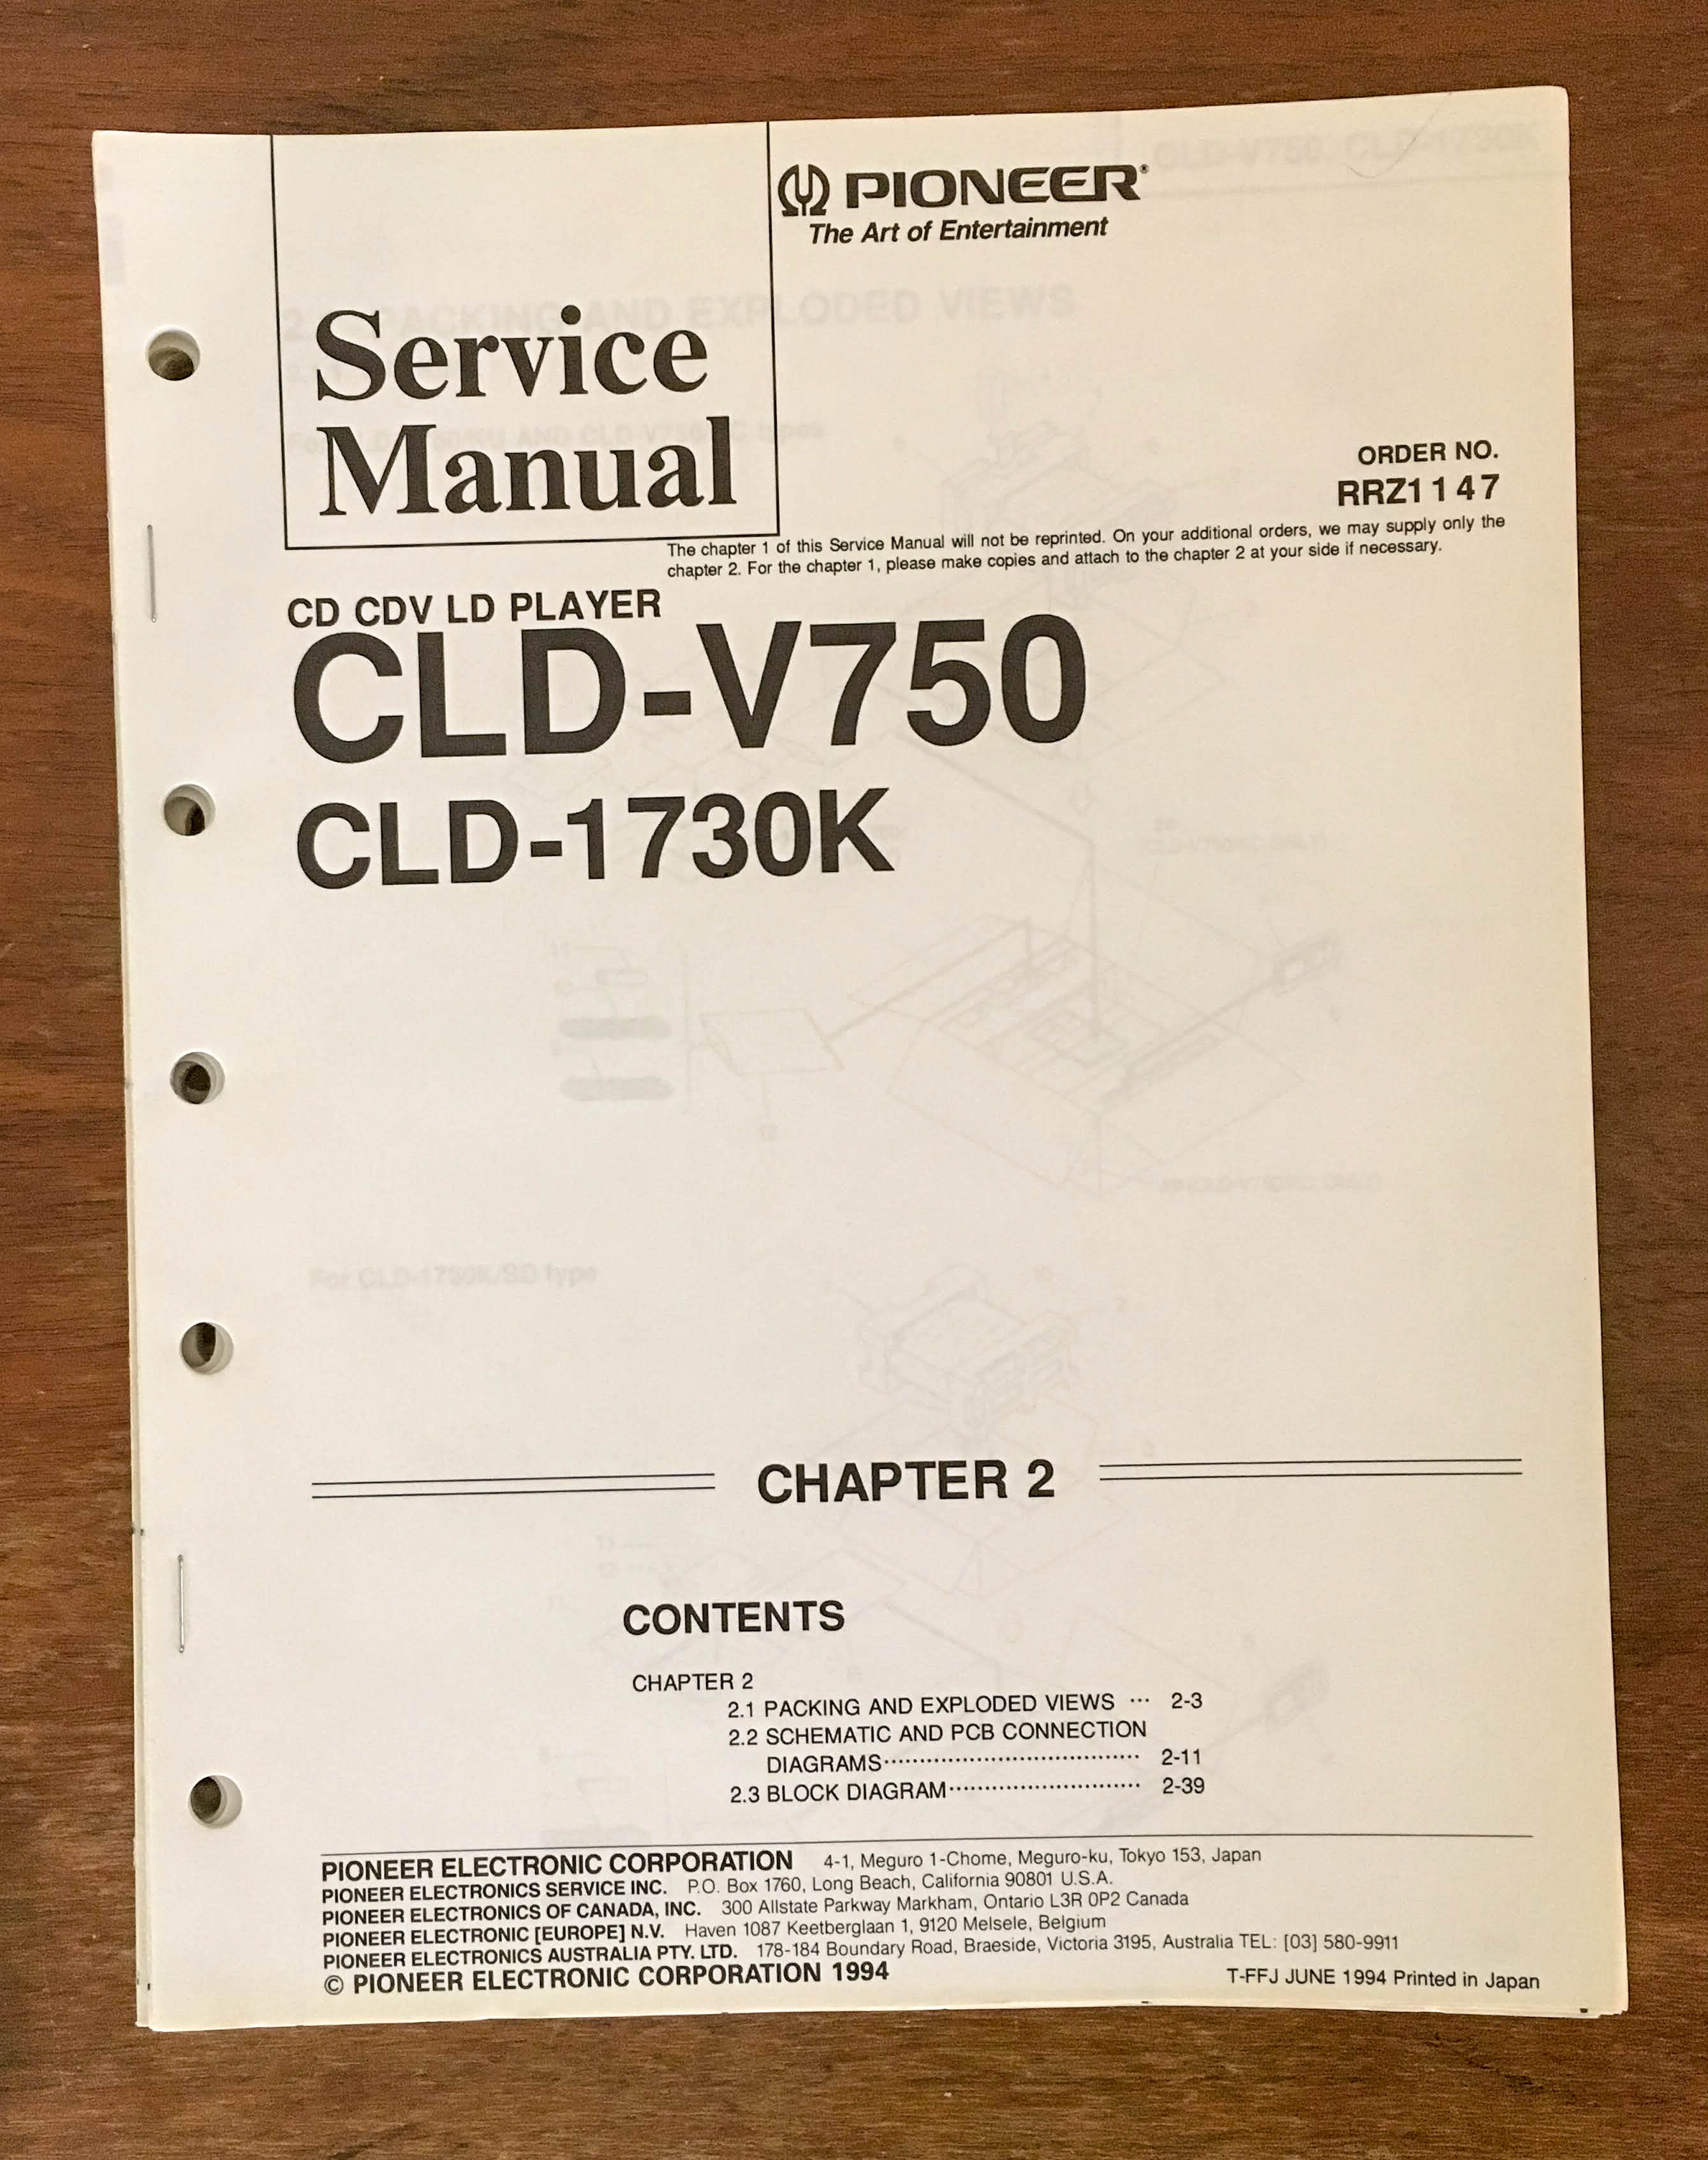 PIONEER®
The Art of Entertainment
Service
Manual
ORDER NO.
RRZ1147
The chapter 1 of this Service Manual will not be reprinted. On your additional orders, we may supply only the
chapter 2. For the chapter 1, please make copies and attach to the chapter 2 at your side if necessary.
CD CDV LD PLAYER
CLD-V750
CLD-1730K
CHAPTER 2
CONTENTS
CHAPTER 2
2.1 PACKING AND EXPLODED VIEWS ··· 2-3
2.2 SCHEMATIC AND PCB CONNECTION
DIAGRAMS···································· 2-11
2.3 BLOCK DIAGRAM··························· 2-39
PIONEER ELECTRONIC CORPORATION 4-1, Meguro 1-Chome, Meguro-ku, Tokyo 153, Japan
PIONEER ELECTRONICS SERVICE INC. P.O. Box 1760, Long Beach, California 90801 U.S.A.
PIONEER ELECTRONICS OF CANADA, INC. 300 Allstate Parkway Markham, Ontario L3R 0P2 Canada
PIONEER ELECTRONIC [EUROPE] N.V. Haven 1087 Keetberglaan 1, 9120 Melsele, Belgium
PIONEER ELECTRONICS AUSTRALIA PTY. LTD. 178-184 Boundary Road, Braeside, Victoria 3195, Australia TEL: [03] 580-9911
© PIONEER ELECTRONIC CORPORATION 1994
T-FFJ JUNE 1994 Printed in Japan